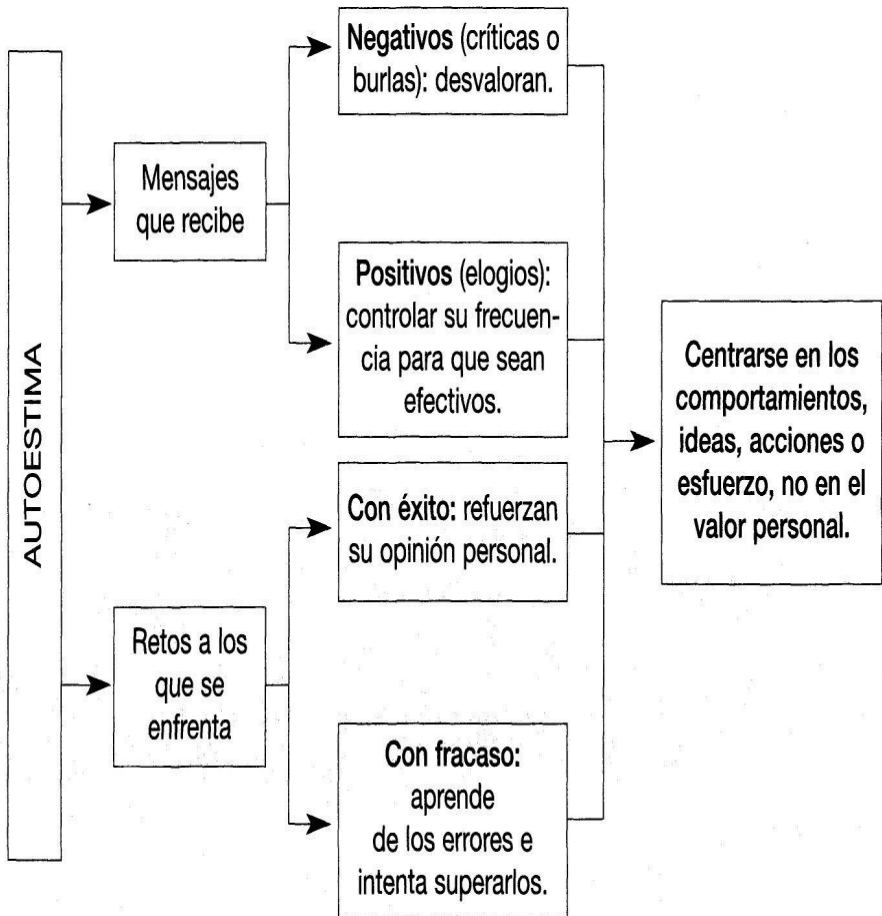 AUTOESTIMA
Mensajes
que recibe
Negativos (críticas o
burlas): desvaloran.
Positivos (elogios):
controlar su frecuen-
cia para que sean
efectivos.
Retos a los
que se
enfrenta
Con éxito: refuerzan
su opinión personal.
Con fracaso:
aprende
de los errores e
intenta superarlos.
Centrarse en los
comportamientos,
ideas, acciones o
esfuerzo, no en el
valor personal.